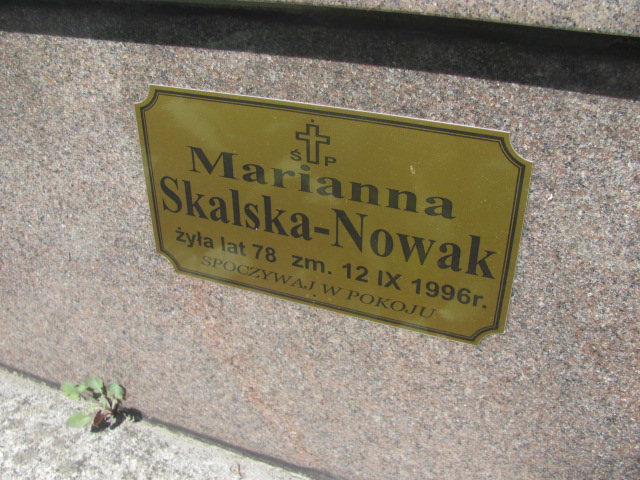 Ś P
Marianna
Skalska-Nowak
żyła lat 78 zm. 12 IX 1996r.
SPOCZYWAJ W POKOJU